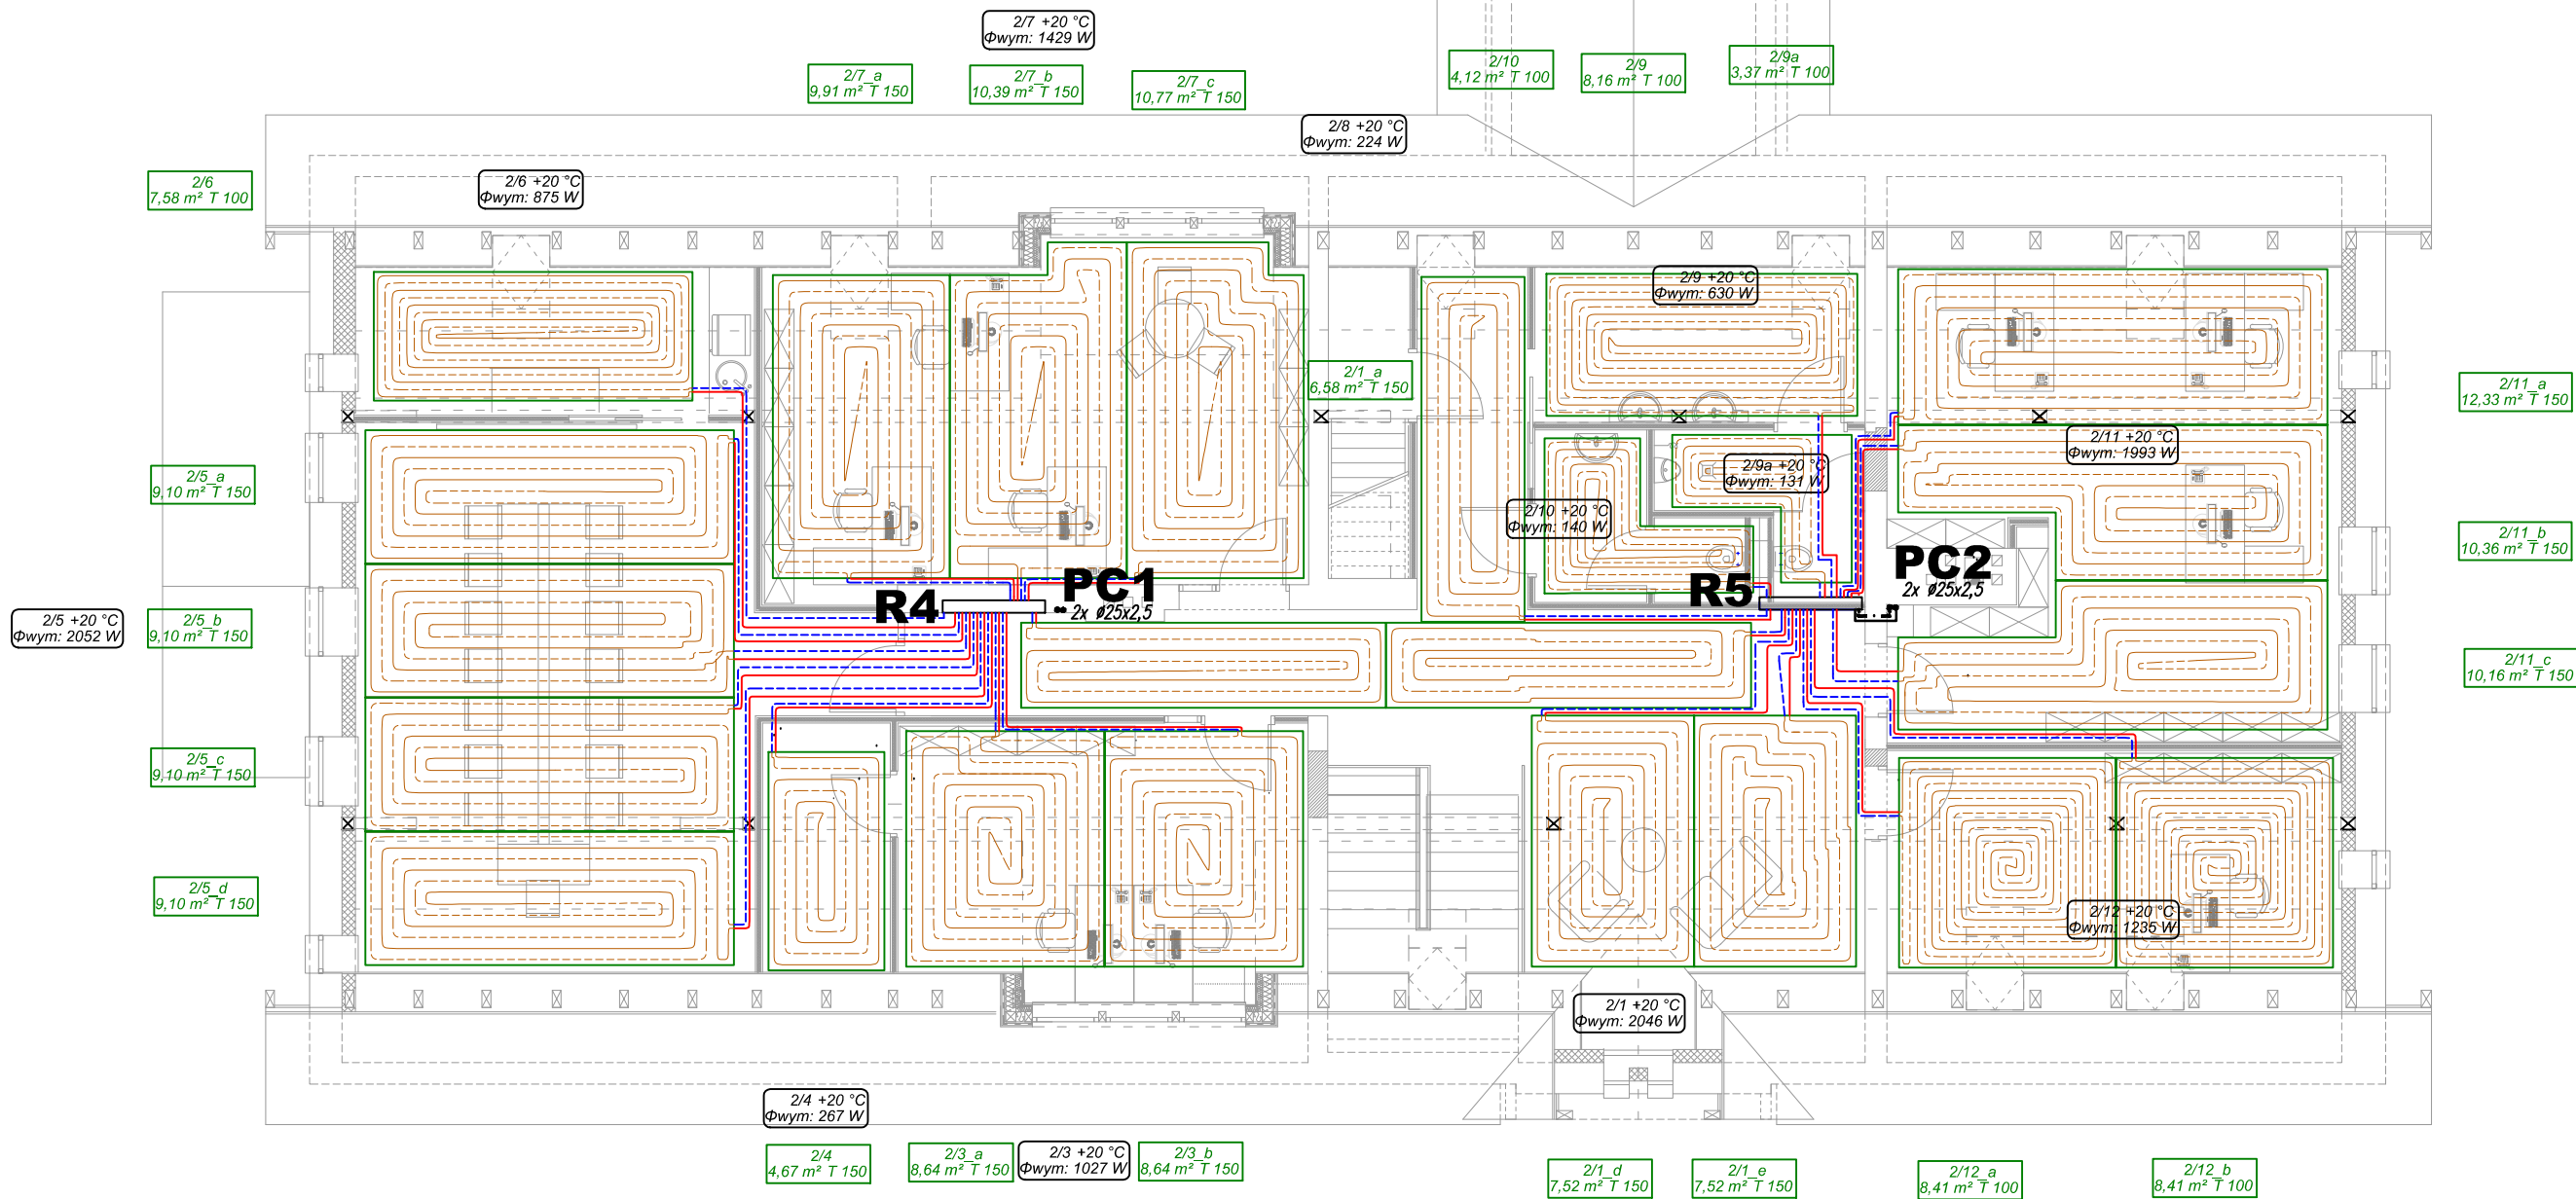 2/7 +20 °C
Φwym: 1429 W
2/7_a
9,91 m² T 150
2/7_b
10,39 m² T 150
2/7_c
10,77 m² T 150
2/10
4,12 m² T 100
2/9
8,16 m² T 100
2/9a
3,37 m² T 100
2/8 +20 °C
Φwym: 224 W
2/6
7,58 m² T 100
2/6 +20 °C
Φwym: 875 W
2/9 +20 °C
Φwym: 630 W
2/1_a
6,58 m² T 150
2/11_a
12,33 m² T 150
2/11 +20 °C
Φwym: 1993 W
2/5_a
9,10 m² T 150
2/9a +20 °C
Φwym: 131 W
2/10 +20 °C
Φwym: 140 W
2/11_b
10,36 m² T 150
R4
PC1
2x ø25x2,5
R5
PC2
2x ø25x2,5
2/5 +20 °C
Φwym: 2052 W
2/5_b
9,10 m² T 150
2/11_c
10,16 m² T 150
2/5_c
9,10 m² T 150
2/5_d
9,10 m² T 150
2/12 +20 °C
Φwym: 1235 W
2/1 +20 °C
Φwym: 2046 W
2/4 +20 °C
Φwym: 267 W
2/4
4,67 m² T 150
2/3_a
8,64 m² T 150
2/3 +20 °C
Φwym: 1027 W
2/3_b
8,64 m² T 150
2/1_d
7,52 m² T 150
2/1_e
7,52 m² T 150
2/12_a
8,41 m² T 100
2/12_b
8,41 m² T 100